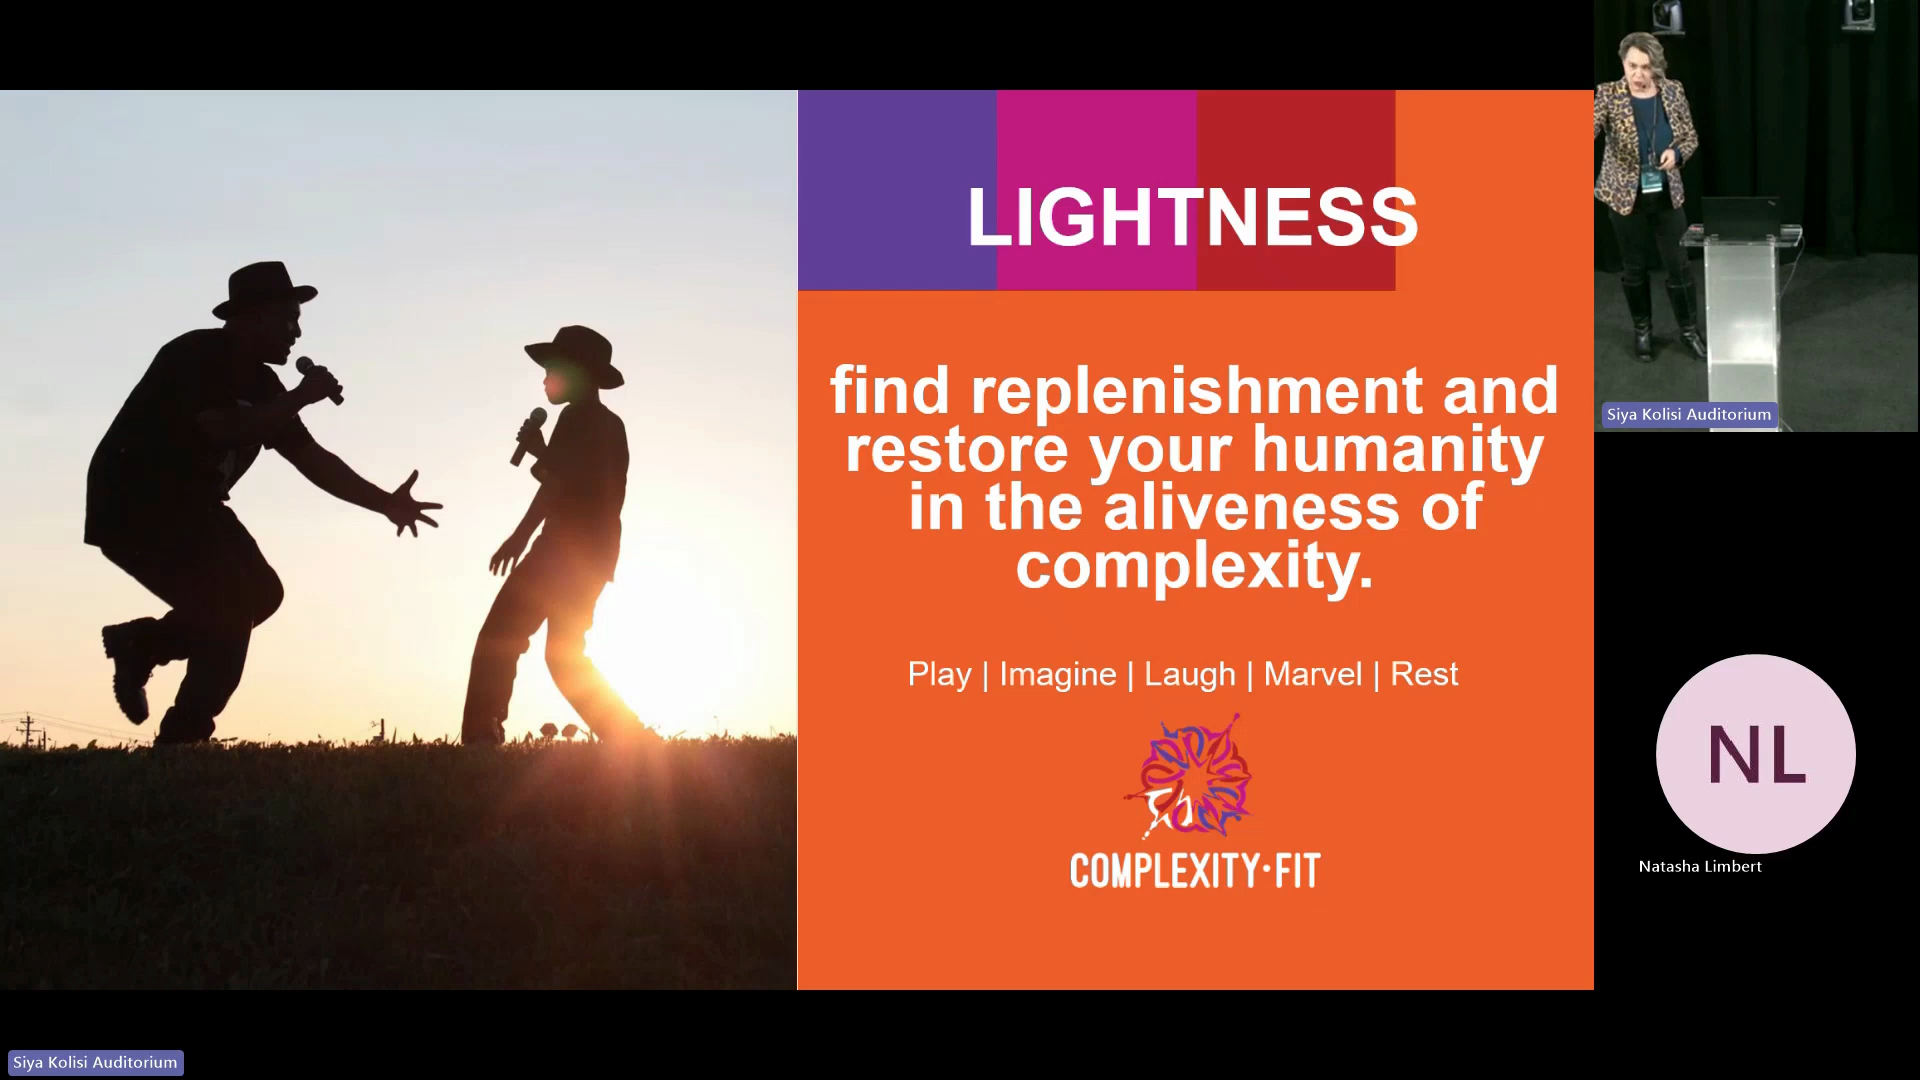 LIGHTNESS
find replenishment and
restore your humanity
in the aliveness of
complexity.
Play | Imagine | Laugh | Marvel | Rest
COMPLEXITY·FIT
Siya Kolisi Auditorium
NL
Natasha Limbert
Siya Kolisi Auditorium